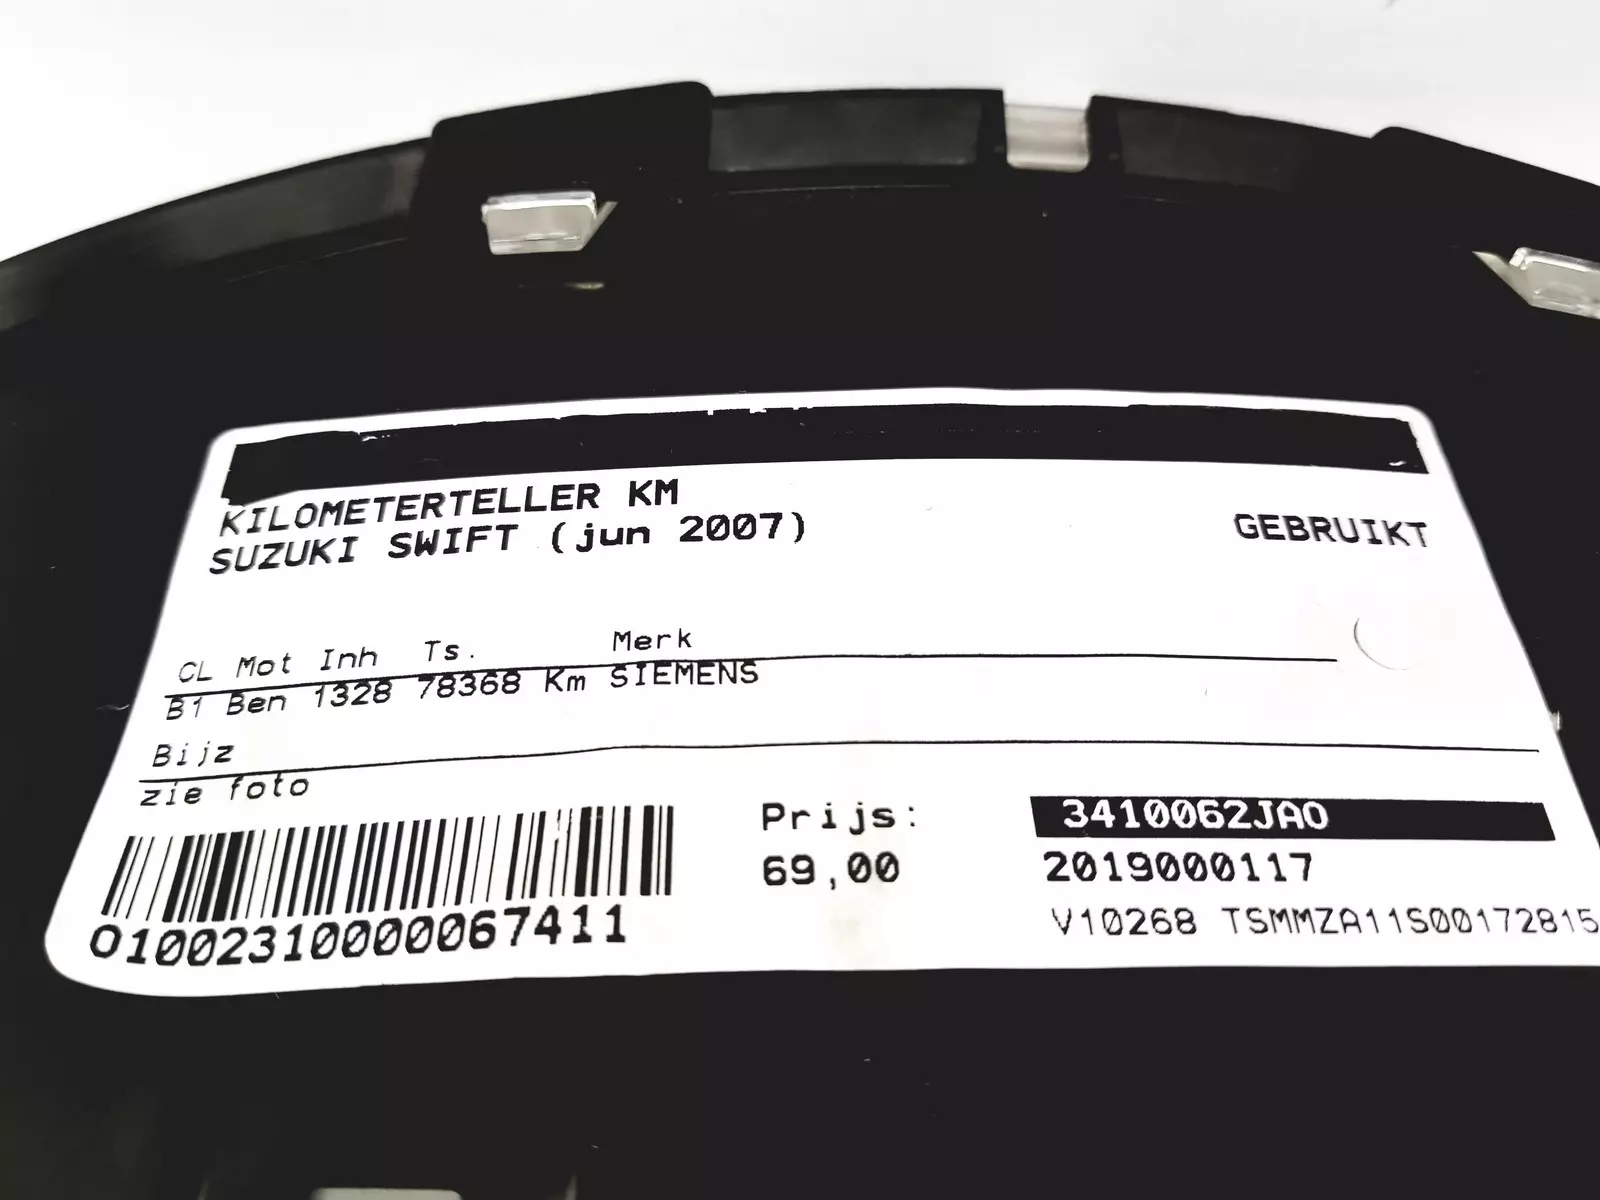 KILOMETERTELLER KM
SUZUKI SWIFT (jun 2007)
GEBRUIKT
CL Mot Inh Ts. Merk
B1 Ben 1328 78368 Km SIEMENS
Bijz
zie foto
Prijs: 3410062JA0
69,00 2019000117
0100231000067411 V10268 TSMMZA11S00172815